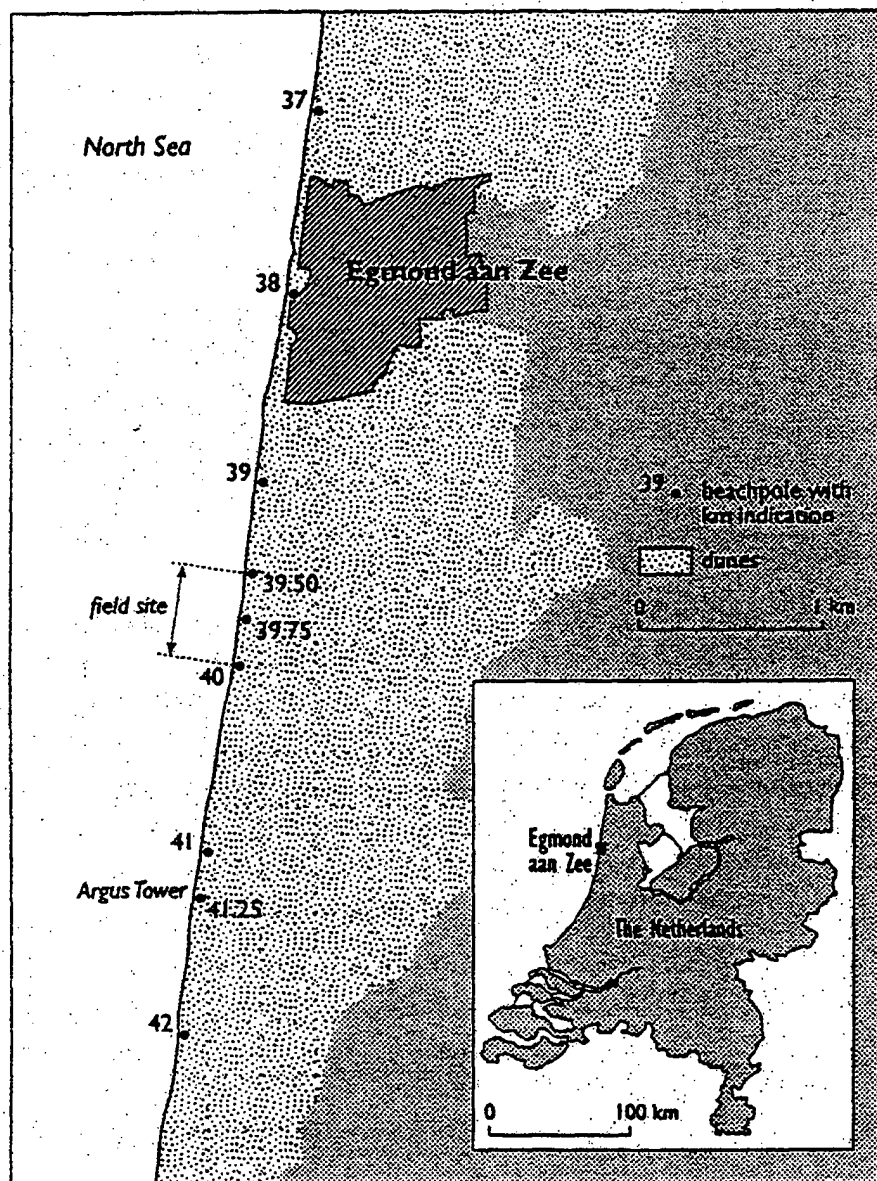 37
North Sea
Egmond aan Zee
38
39
39 beachpole with
km indication
dunes
0 1 km
39.50
field site
39.75
40
41
Argus Tower
41.25
42
Egmond
aan Zee
The Netherlands
0 100 km